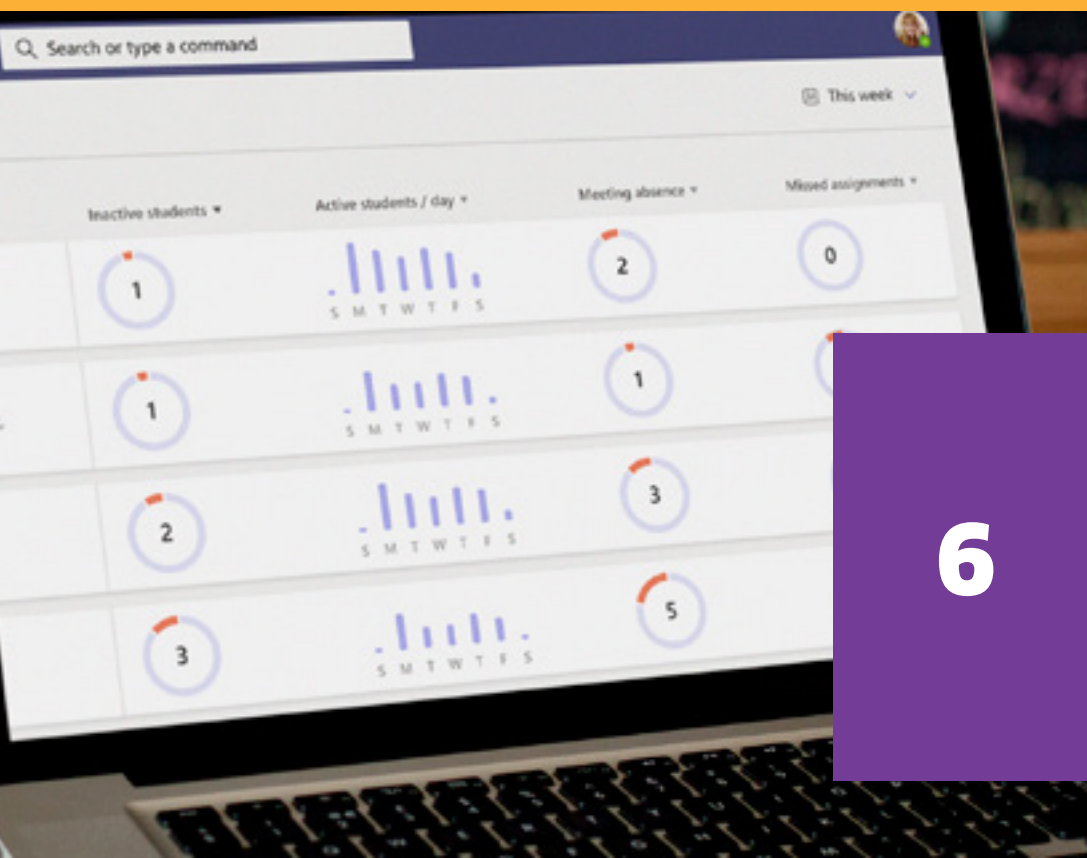 Search or type a command
This week
Inactive students
Active students / day
Meeting absence
Missed assignments
1
S M T W T F S
2
0
1
S M T W T F S
1
2
S M T W T F S
3
3
S M T W T F S
5
6